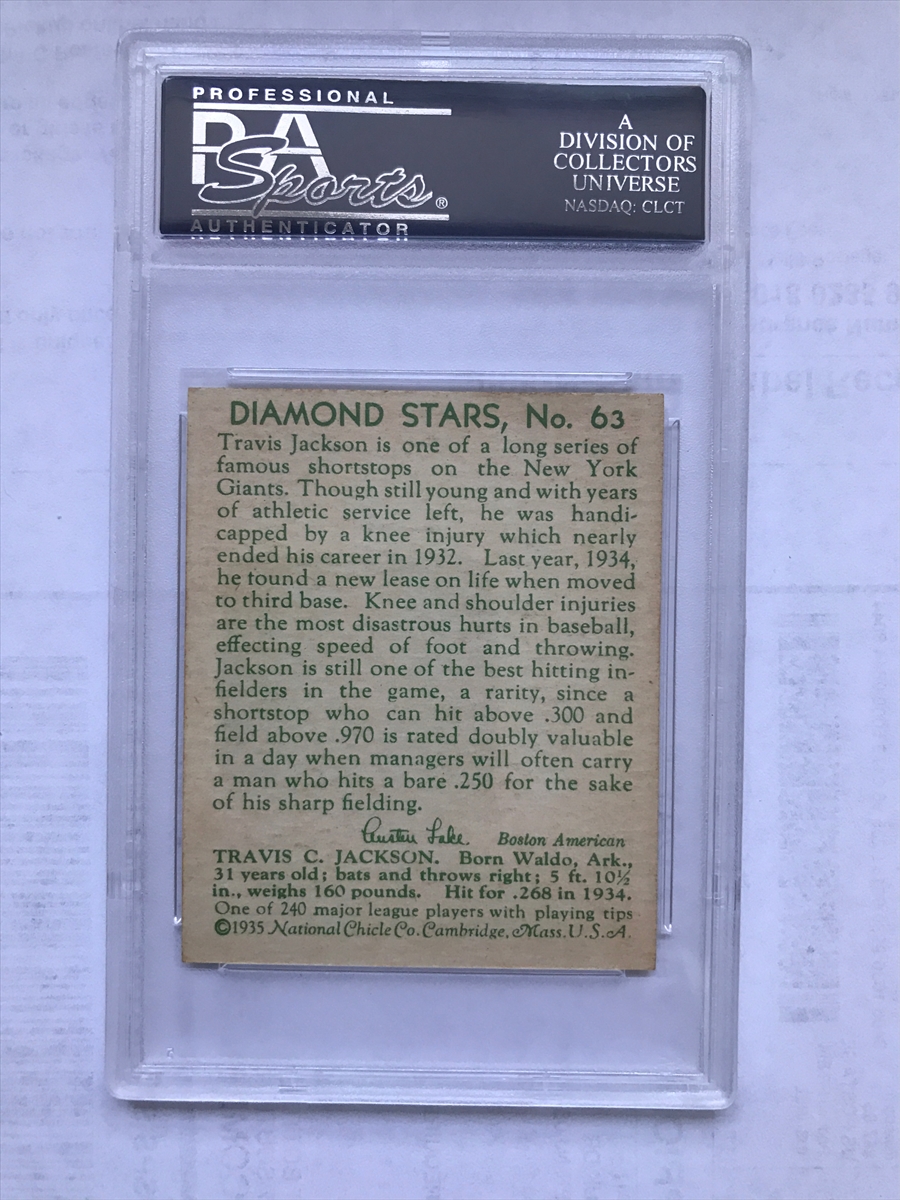 PROFESSIONAL
PSA
Sports®
AUTHENTICATOR
A
DIVISION OF
COLLECTORS
UNIVERSE
NASDAQ: CLCT
DIAMOND STARS, No. 63
Travis Jackson is one of a long series of
famous shortstops on the New York
Giants. Though still young and with years
of athletic service left, he was handi-
capped by a knee injury which nearly
ended his career in 1932. Last year, 1934,
he found a new lease on life when moved
to third base. Knee and shoulder injuries
are the most disastrous hurts in baseball,
effecting speed of foot and throwing.
Jackson is still one of the best hitting in-
fielders in the game, a rarity, since a
shortstop who can hit above .300 and
field above .970 is rated doubly valuable
in a day when managers will often carry
a man who hits a bare .250 for the sake
of his sharp fielding.
Austen Lake. Boston American
TRAVIS C. JACKSON. Born Waldo, Ark.,
31 years old; bats and throws right; 5 ft. 10½
in., weighs 160 pounds. Hit for .268 in 1934.
One of 240 major league players with playing tips
©1935 National Chicle Co. Cambridge, Mass. U.S.A.